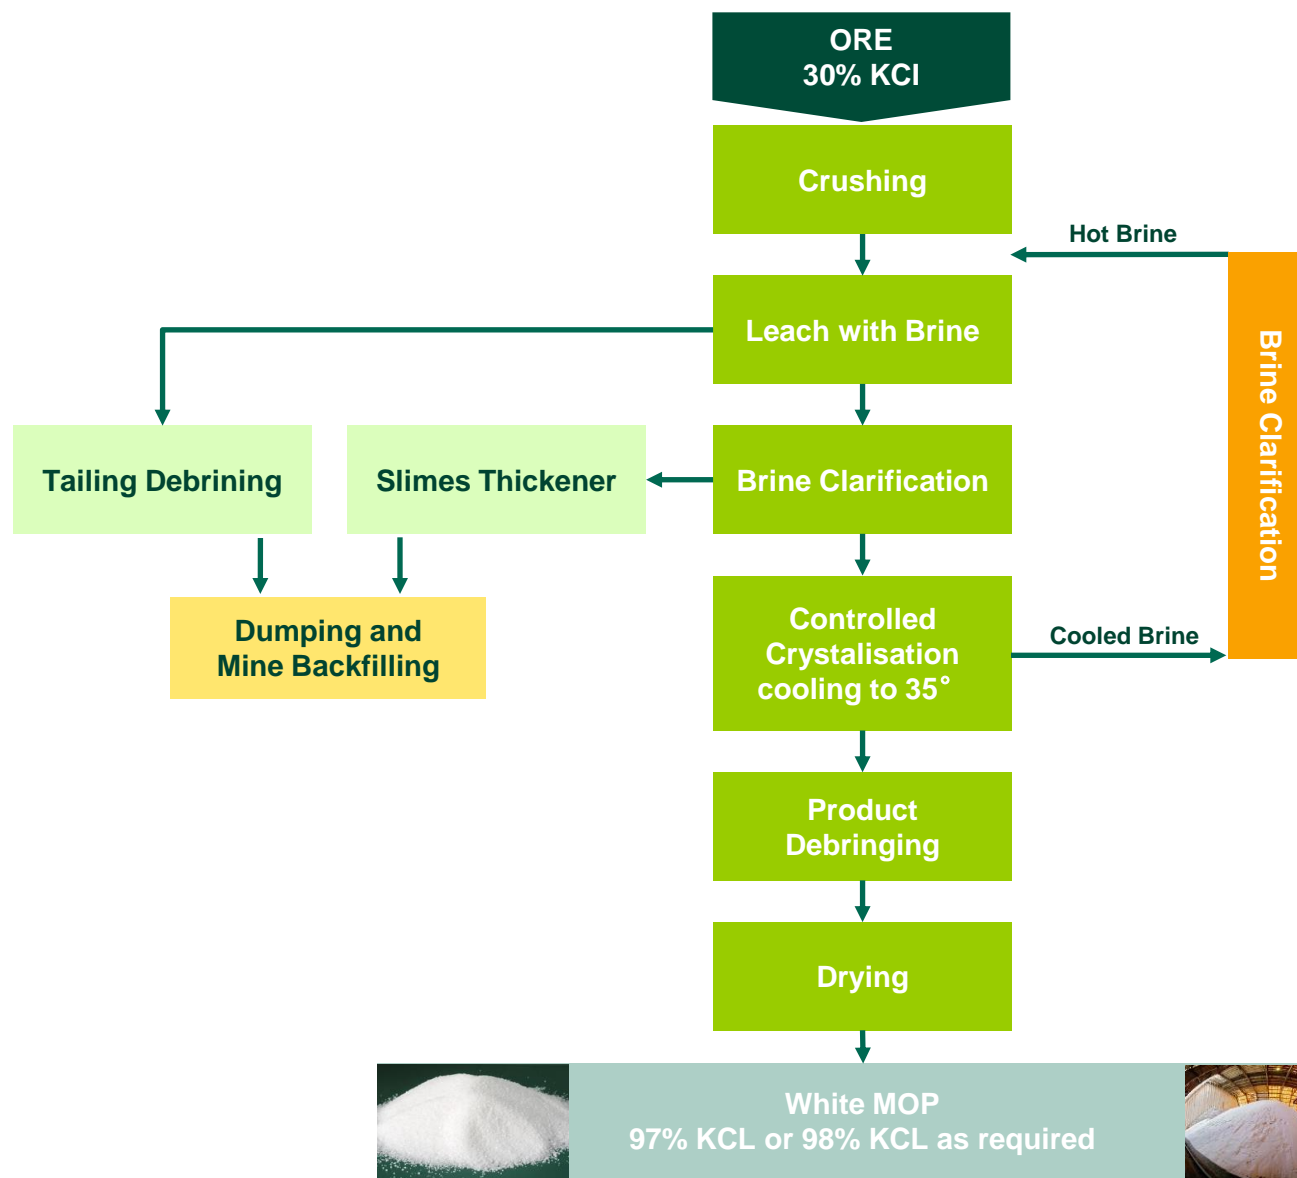 ORE
30% KCl
Crushing
Hot Brine
Leach with Brine
Brine Clarification
Tailing Debrining
Slimes Thickener
Brine Clarification
Dumping and
Mine Backfilling
Controlled
Crystalisation
cooling to 35°
Cooled Brine
Product
Debringing
Drying
White MOP
97% KCL or 98% KCL as required